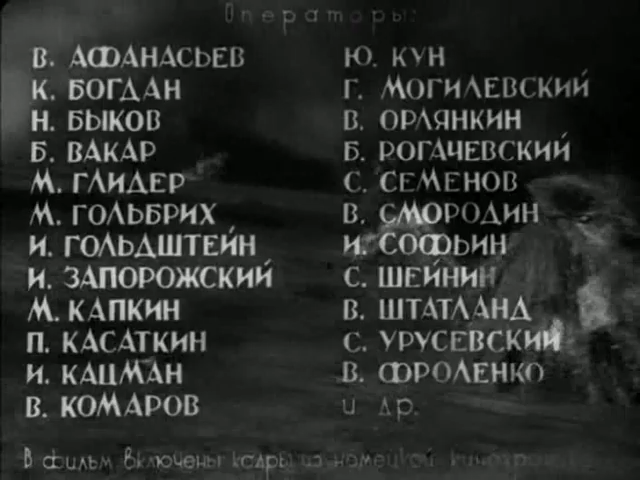 Операторы:
В. АФАНАСЬЕВ
К. БОГДАН
Н. БЫКОВ
Б. ВАКАР
М. ГЛИДЕР
М. ГОЛЬБРИХ
И. ГОЛЬДШТЕЙН
И. ЗАПОРОЖСКИЙ
М. КАПКИН
П. КАСАТКИН
И. КАЦМАН
В. КОМАРОВ
Ю. КУН
Г. МОГИЛЕВСКИЙ
В. ОРЛЯНКИН
Б. РОГАЧЕВСКИЙ
С. СЕМЕНОВ
В. СМОРОДИН
И. СОФЬИН
С. ШЕЙНИН
В. ШТАТЛАНД
С. УРУСЕВСКИЙ
В. ФРОЛЕНКО
и др.
В фильм включены кадры из немецкой